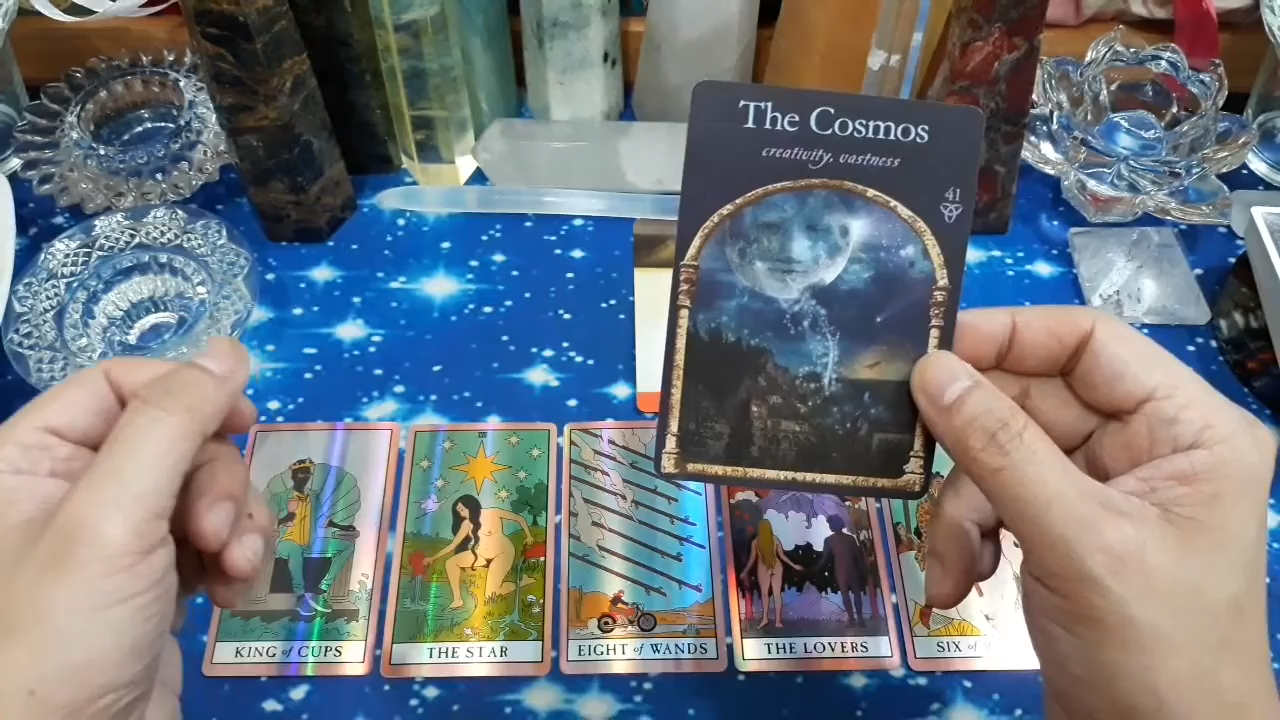 The Cosmos
creativity, vastness
41
KING of CUPS
THE STAR
EIGHT of WANDS
THE LOVERS
SIX of